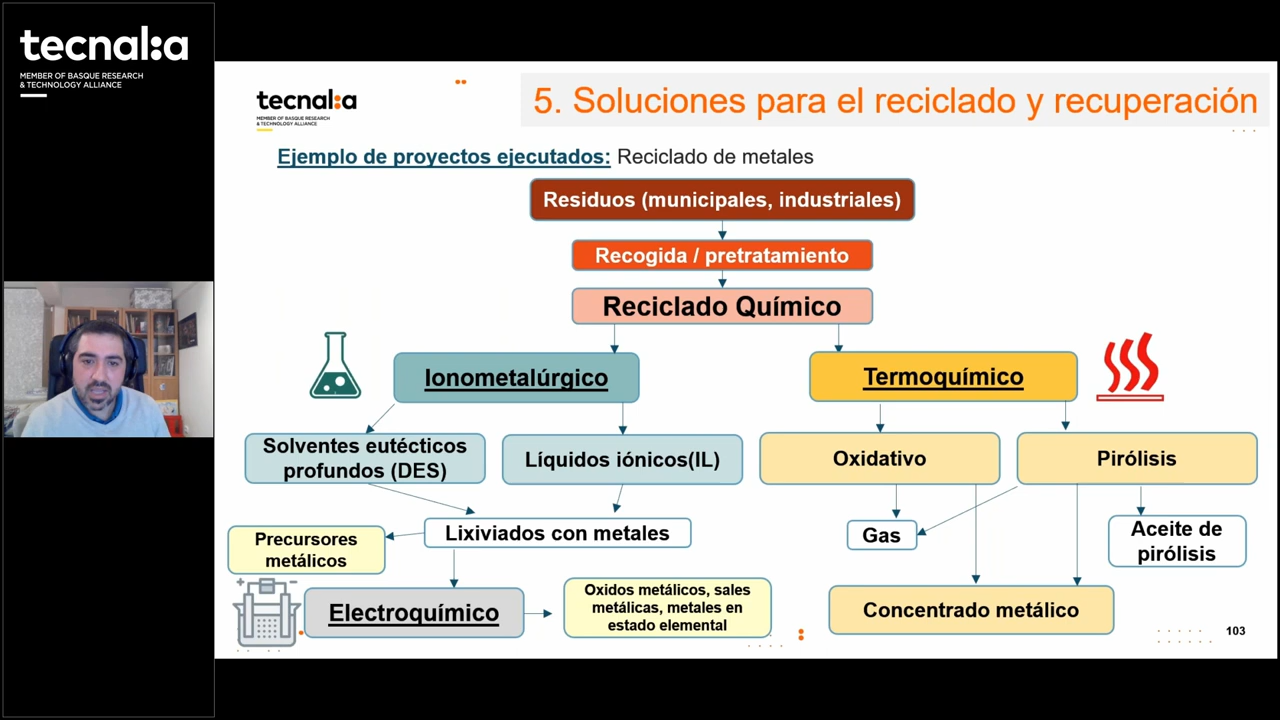 tecnal:a
MEMBER OF BASQUE RESEARCH
& TECHNOLOGY ALLIANCE
tecnal:a
MEMBER OF BASQUE RESEARCH
& TECHNOLOGY ALLIANCE
5. Soluciones para el reciclado y recuperación
Ejemplo de proyectos ejecutados: Reciclado de metales
Residuos (municipales, industriales)
Recogida / pretratamiento
Reciclado Químico
Ionometalúrgico
Termoquímico
Solventes eutécticos
profundos (DES)
Líquidos iónicos(IL)
Oxidativo
Pirólisis
Lixiviados con metales
Gas
Aceite de
pirólisis
Precursores
metálicos
Electroquímico
Oxidos metálicos, sales
metálicas, metales en
estado elemental
Concentrado metálico
103